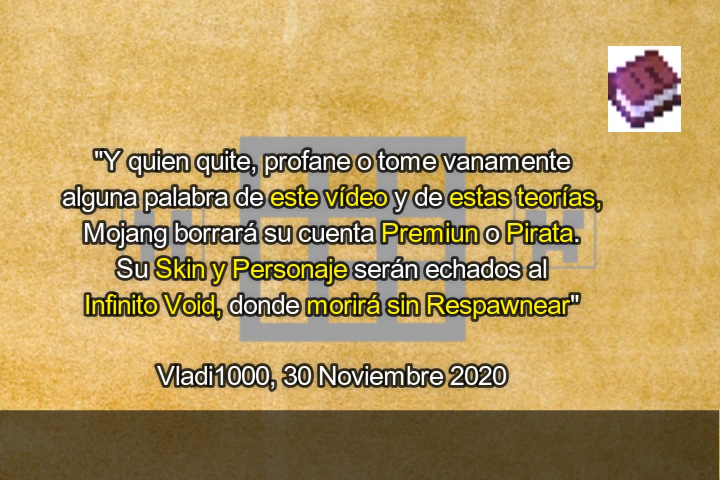 "Y quien quite, profane o tome vanamente
alguna palabra de este vídeo y de estas teorías,
Mojang borrará su cuenta Premiun o Pirata.
Su Skin y Personaje serán echados al
Infinito Void, donde morirá sin Respawnear"
Vladi1000, 30 Noviembre 2020